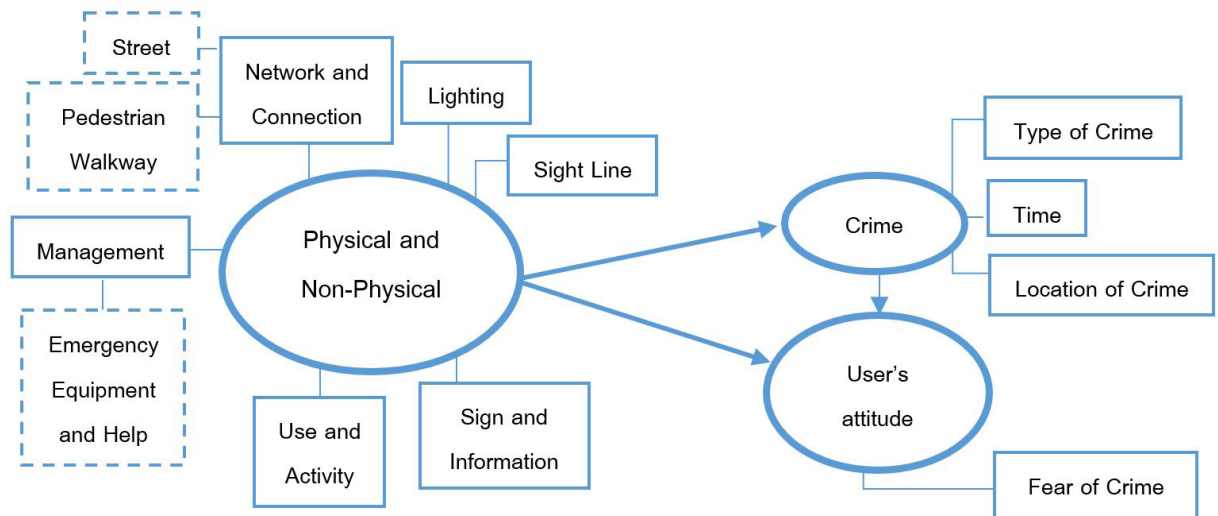 Street
Network and
Connection
Pedestrian
Walkway
Lighting
Sight Line
Management
Physical and
Non-Physical
Emergency
Equipment
and Help
Use and
Activity
Sign and
Information
Crime
Type of Crime
Time
Location of Crime
User’s
attitude
Fear of Crime